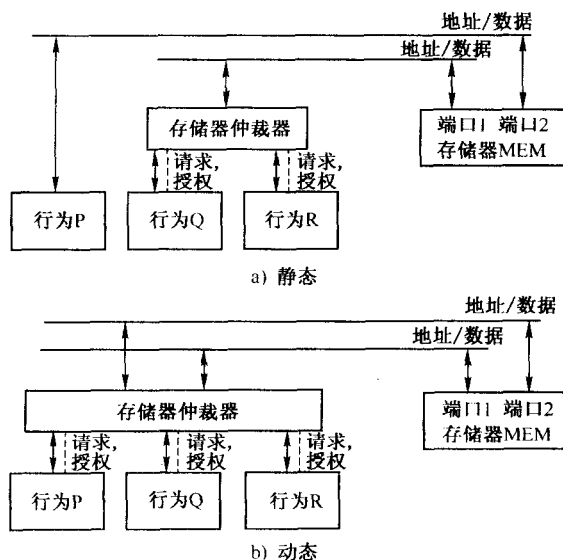 地址/数据
地址/数据
存储器仲裁器
端口1 端口2
存储器MEM
请求,
授权
请求,
授权
行为P
行为Q
行为R
a) 静态
地址/数据
地址/数据
存储器仲裁器
端口1 端口2
存储器MEM
请求,
授权
请求,
授权
请求,
授权
行为P
行为Q
行为R
b) 动态